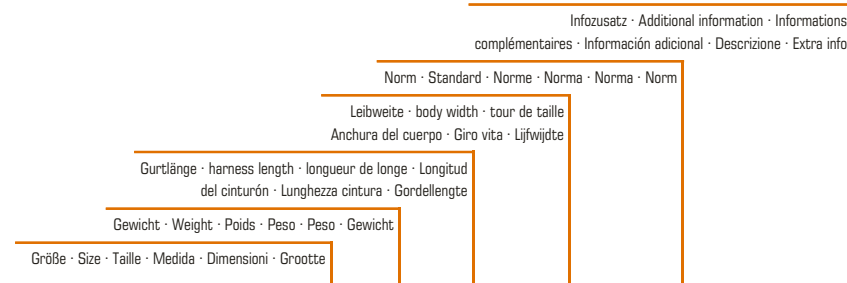 Infozusatz · Additional information · Informations
complémentaires · Información adicional · Descrizione · Extra info
Norm · Standard · Norme · Norma · Norma · Norm
Leibweite · body width · tour de taille
Anchura del cuerpo · Giro vita · Lijfwijdte
Gurtlänge · harness length · longueur de longe · Longitud
del cinturón · Lunghezza cintura · Gordellengte
Gewicht · Weight · Poids · Peso · Peso · Gewicht
Größe · Size · Taille · Medida · Dimensioni · Grootte